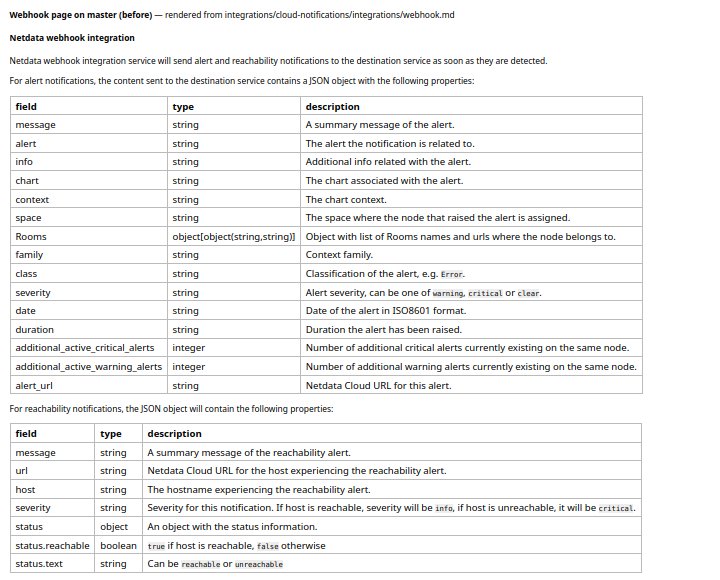 Webhook page on master (before) — rendered from integrations/cloud-notifications/integrations/webhook.md
Netdata webhook integration
Netdata webhook integration service will send alert and reachability notifications to the destination service as soon as they are detected.
For alert notifications, the content sent to the destination service contains a JSON object with the following properties:
field type description
message string A summary message of the alert.
alert string The alert the notification is related to.
info string Additional info related with the alert.
chart string The chart associated with the alert.
context string The chart context.
space string The space where the node that raised the alert is assigned.
Rooms object[object(string,string)] Object with list of Rooms names and urls where the node belongs to.
family string Context family.
class string Classification of the alert, e.g. Error.
severity string Alert severity, can be one of warning, critical or clear.
date string Date of the alert in ISO8601 format.
duration string Duration the alert has been raised.
additional_active_critical_alerts integer Number of additional critical alerts currently existing on the same node.
additional_active_warning_alerts integer Number of additional warning alerts currently existing on the same node.
alert_url string Netdata Cloud URL for this alert.
For reachability notifications, the JSON object will contain the following properties:
field type description
message string A summary message of the reachability alert.
url string Netdata Cloud URL for the host experiencing the reachability alert.
host string The hostname experiencing the reachability alert.
severity string Severity for this notification. If host is reachable, severity will be info, if host is unreachable, it will be critical.
status object An object with the status information.
status.reachable boolean true if host is reachable, false otherwise
status.text string Can be reachable or unreachable